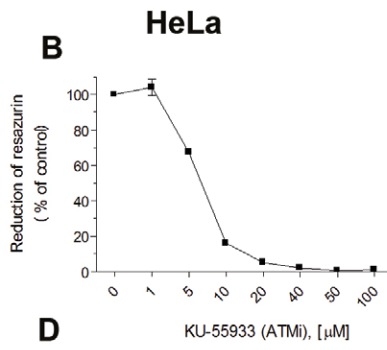 HeLa
B
Reduction of resazurin
( % of control)
100
80
60
40
20
0
0 1 5 10 20 40 50 100
D
KU-55933 (ATMi), [µM]